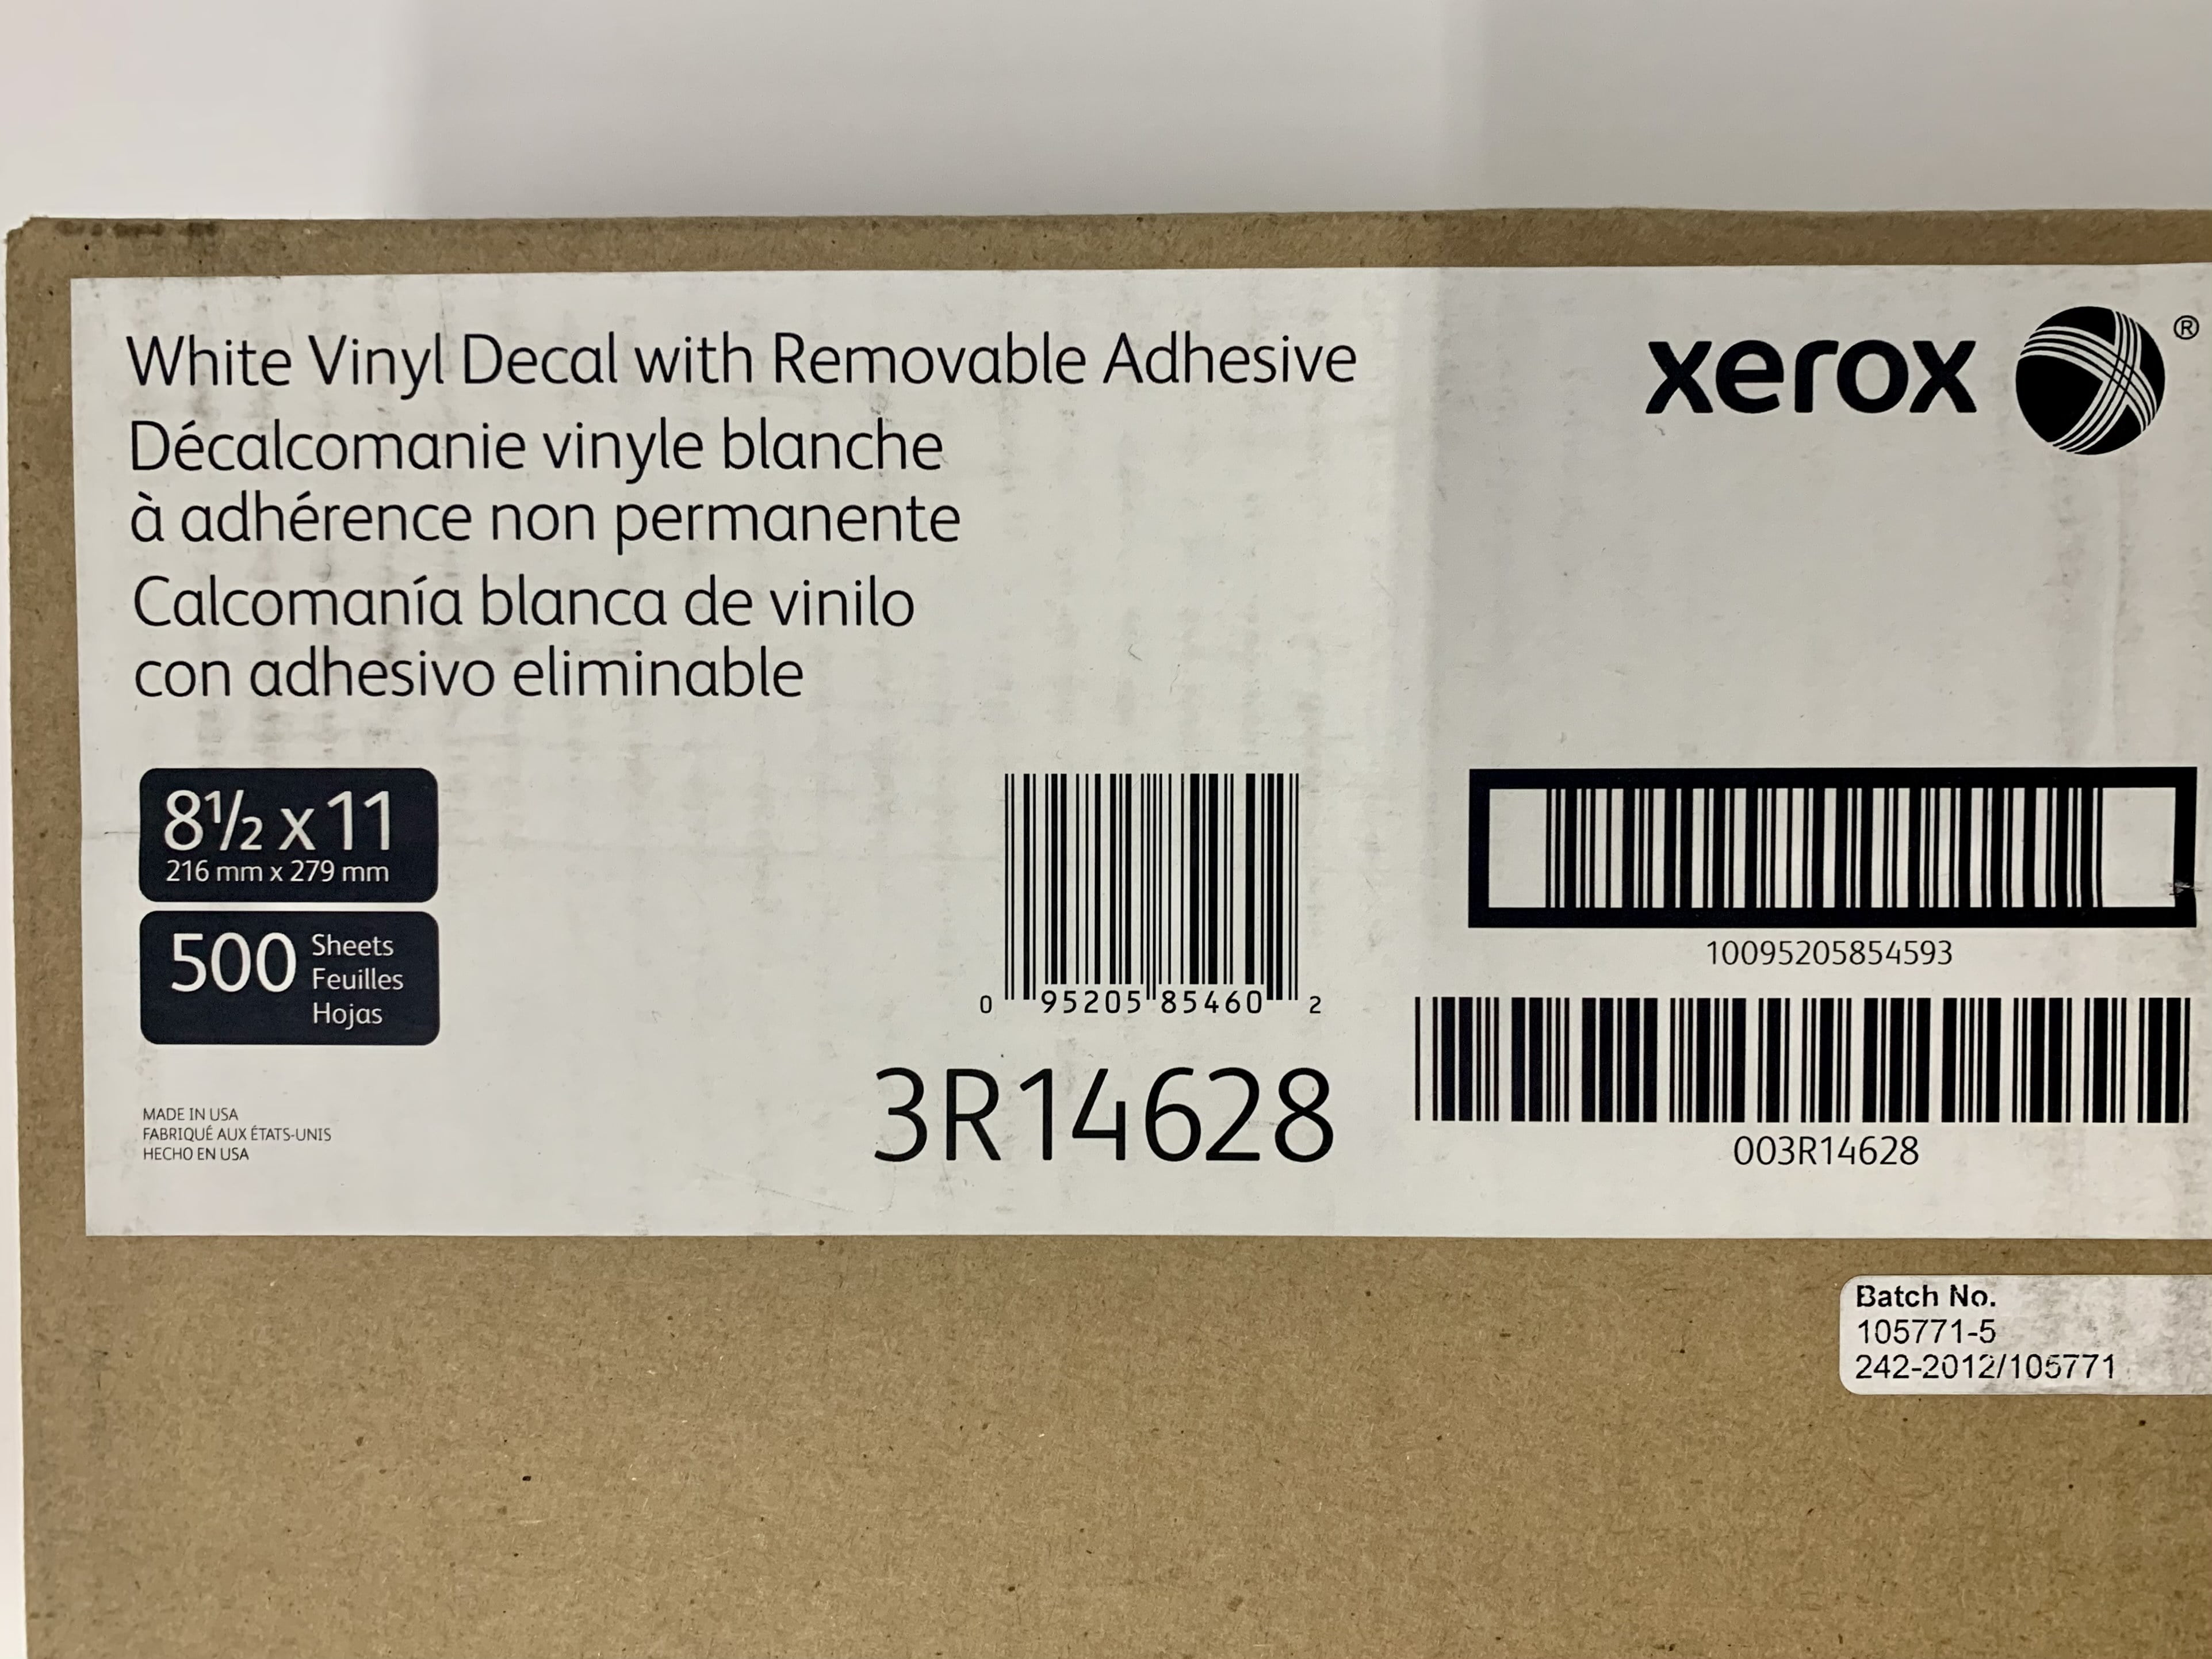 White Vinyl Decal with Removable Adhesive
Décalcomanie vinyle blanche
à adhérence non permanente
Calcomanía blanca de vinilo
con adhesivo eliminable
xerox ®
8½ x 11
216 mm x 279 mm
500 Sheets
Feuilles
Hojas
MADE IN USA
FABRIQUÉ AUX ÉTATS-UNIS
HECHO EN USA
0 95205 85460 2
3R14628
10095205854593
003R14628
Batch No.
105771-5
242-2012/105771